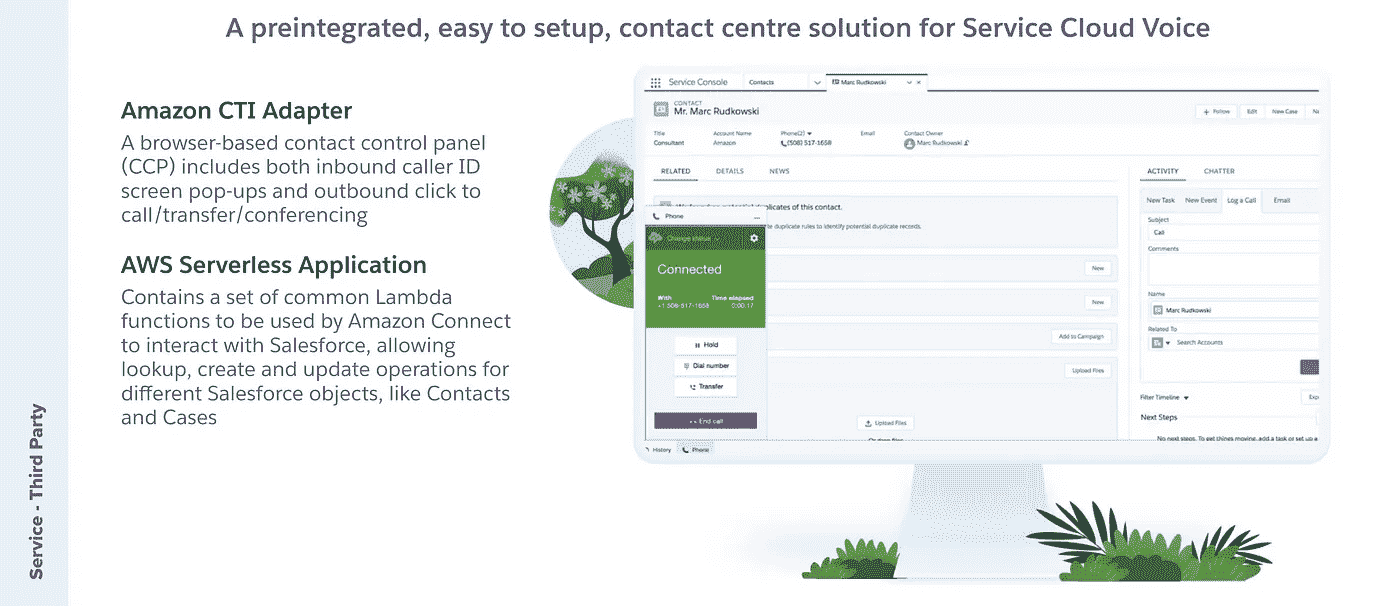 A preintegrated, easy to setup, contact centre solution for Service Cloud Voice
Amazon CTI Adapter
A browser-based contact control panel
(CCP) includes both inbound caller ID
screen pop-ups and outbound click to
call/transfer/conferencing
AWS Serverless Application
Contains a set of common Lambda
functions to be used by Amazon Connect
to interact with Salesforce, allowing
lookup, create and update operations for
different Salesforce objects, like Contacts
and Cases
Service - Third Party
Service Console Contacts Marc Rudkowski
CONTACT
Mr. Marc Rudkowski
+ Follow Edit New Case
Title Account Name Phone(2) Email Contact Owner
Consultant Amazon (508) 517-1658 Marc Rudkowski
RELATED DETAILS NEWS
duplicates of this contact.
duplicate rules to identify potential duplicate records.
Phone
Connected
With Time elapsed
+1 508-517-1658 0:00:17
Hold
Dial number
Transfer
End call
New
New
Add to Campaign
Upload Files
Upload Files
History Phone
ACTIVITY CHATTER
New Task New Event Log a Call Email
Subject
Call
Comments
Name
Marc Rudkowski
Related To
Search Accounts
Filter Timeline
Next Steps
No next steps. To get things moving, add a task or set up a